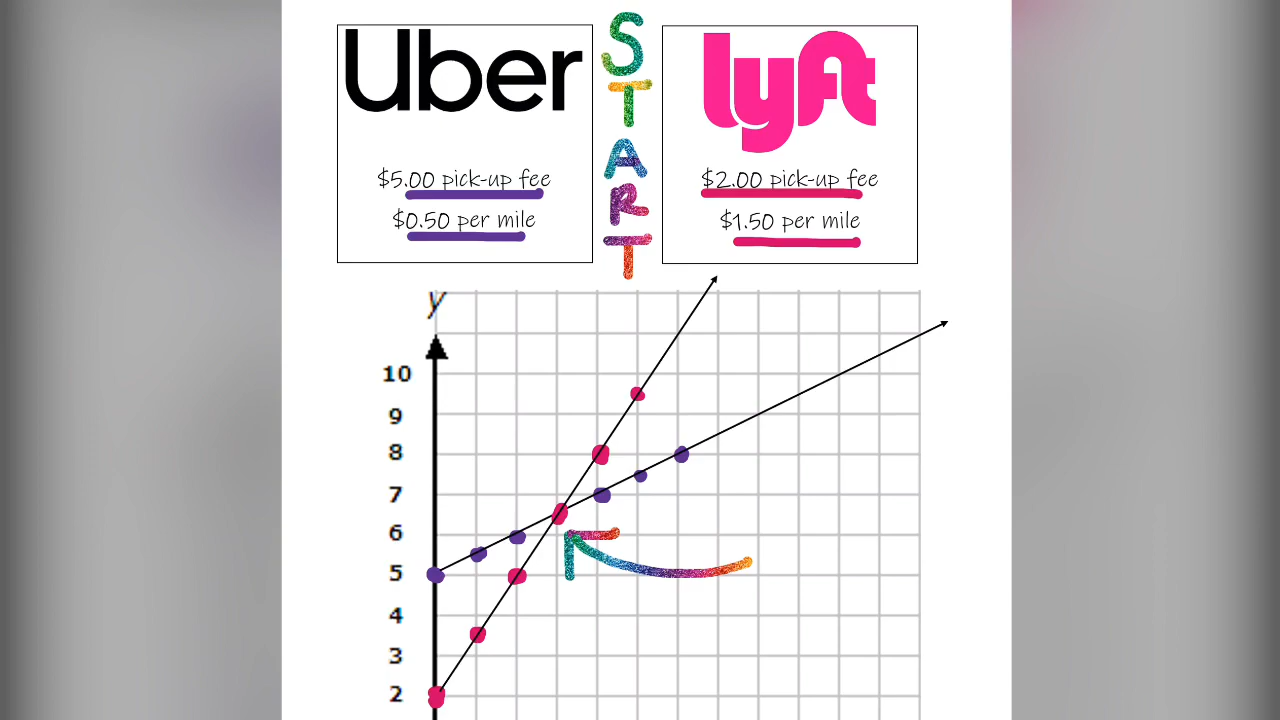 Uber
$5.00 pick-up fee
$0.50 per mile
START
lyft
$2.00 pick-up fee
$1.50 per mile
y
10
9
8
7
6
5
4
3
2